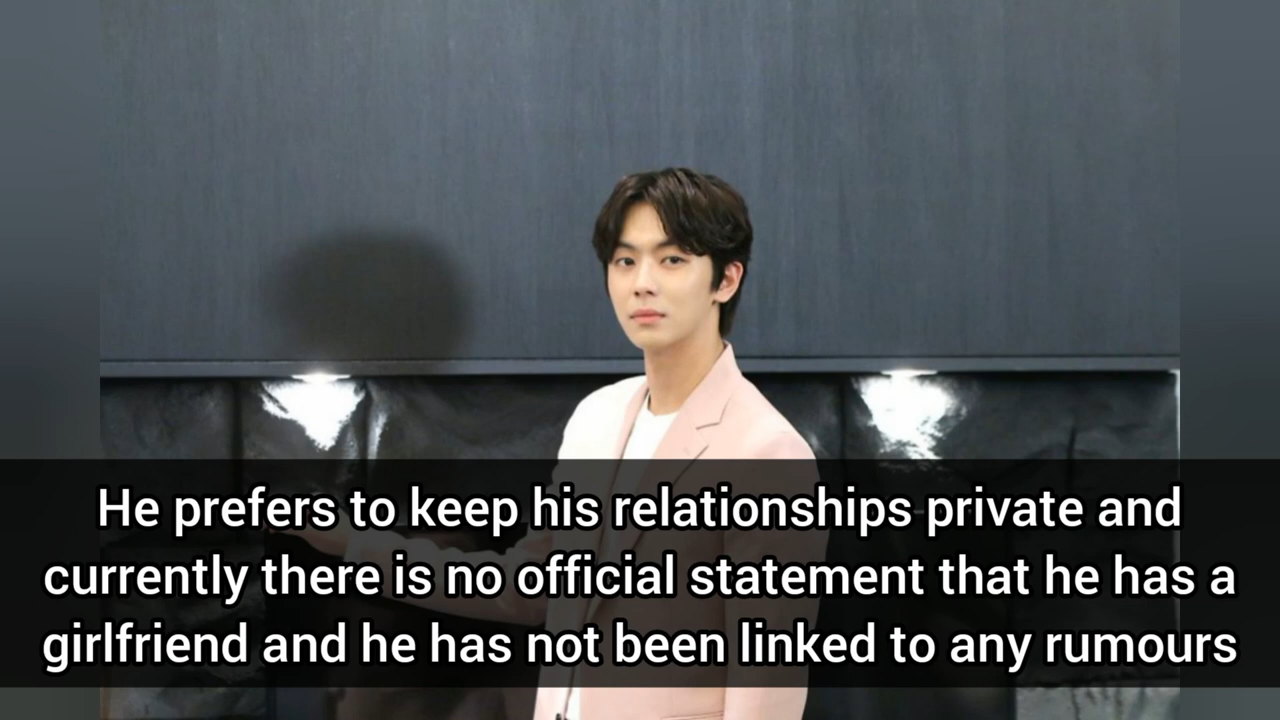 He prefers to keep his relationships private and
currently there is no official statement that he has a
girlfriend and he has not been linked to any rumours